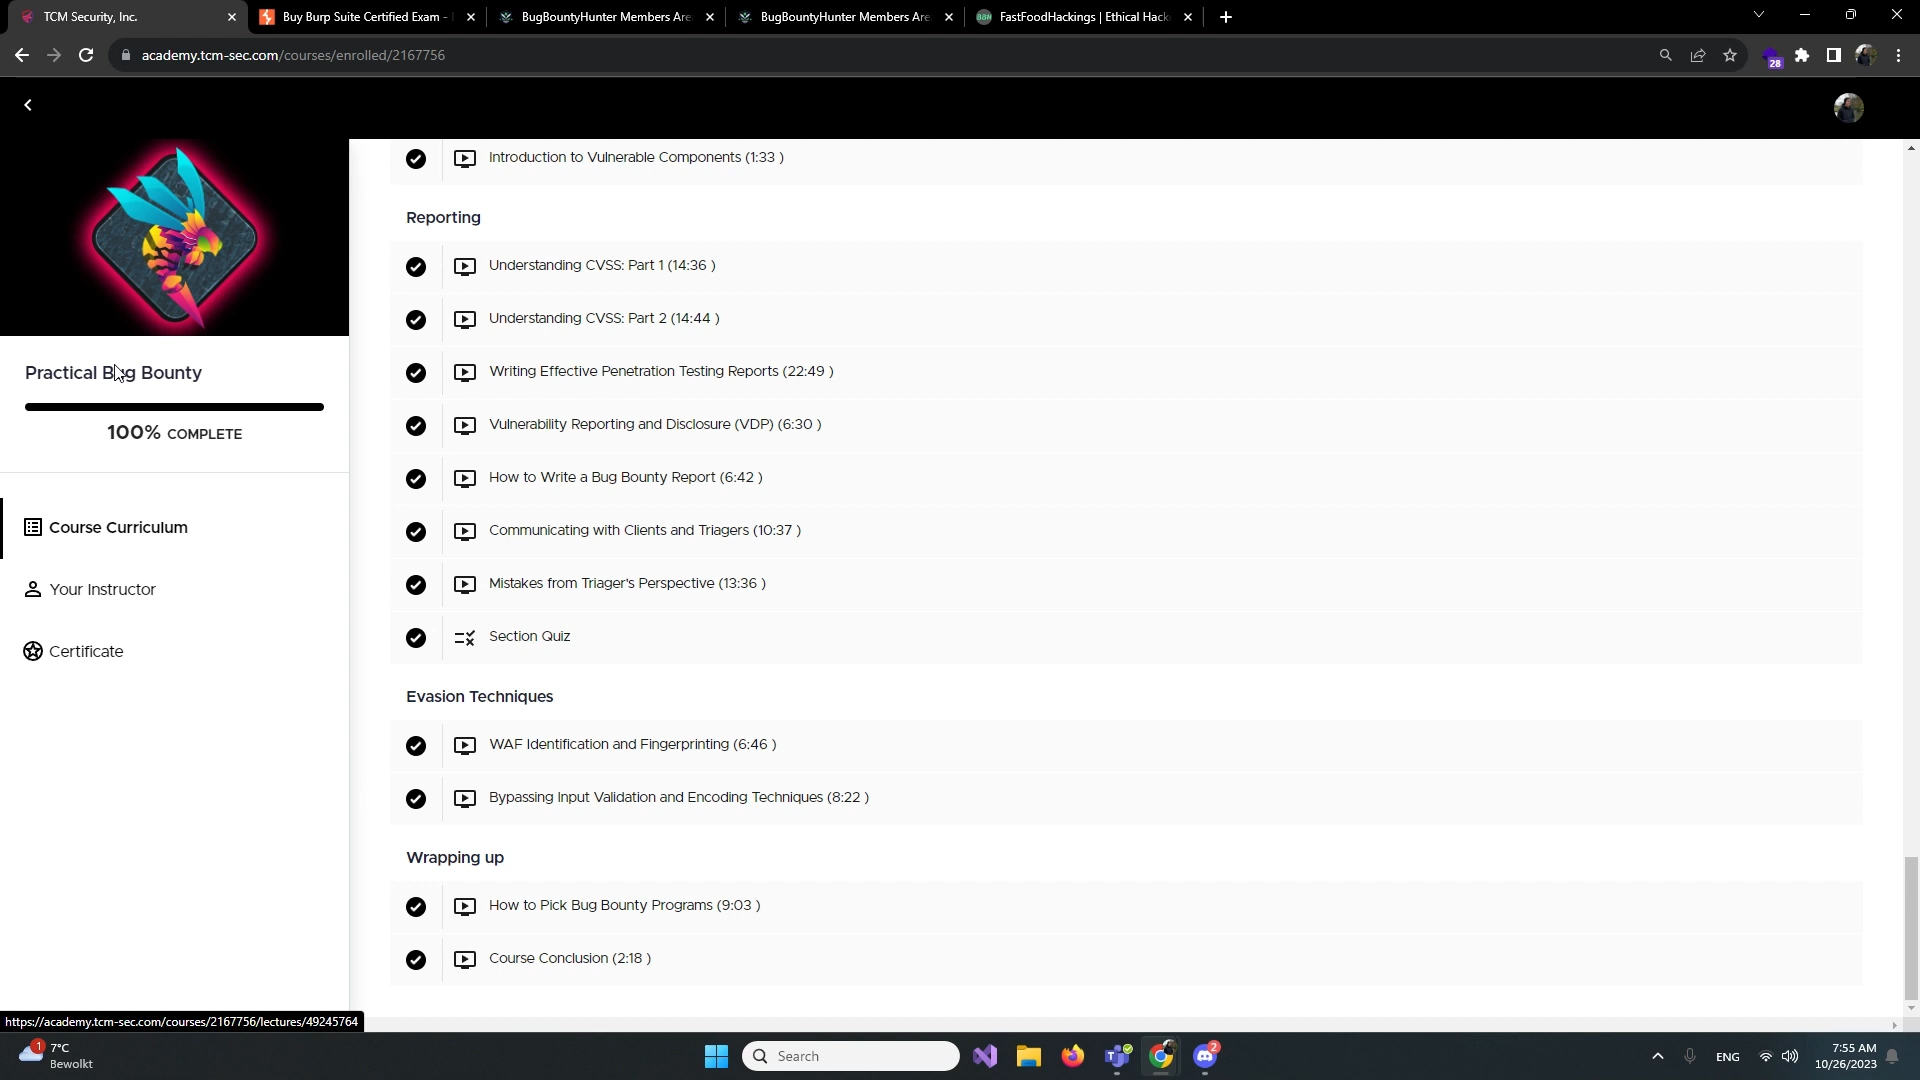 TCM Security, Inc.
Buy Burp Suite Certified Exam -
BugBountyHunter Members Are
BugBountyHunter Members Are
FastFoodHackings | Ethical Hack
academy.tcm-sec.com/courses/enrolled/2167756
28
Introduction to Vulnerable Components (1:33 )
Reporting
Understanding CVSS: Part 1 (14:36 )
Understanding CVSS: Part 2 (14:44 )
Practical Bug Bounty
Writing Effective Penetration Testing Reports (22:49 )
100% COMPLETE
Vulnerability Reporting and Disclosure (VDP) (6:30 )
How to Write a Bug Bounty Report (6:42 )
Course Curriculum
Communicating with Clients and Triagers (10:37 )
Your Instructor
Mistakes from Triager's Perspective (13:36 )
Certificate
Section Quiz
Evasion Techniques
WAF Identification and Fingerprinting (6:46 )
Bypassing Input Validation and Encoding Techniques (8:22 )
Wrapping up
How to Pick Bug Bounty Programs (9:03 )
Course Conclusion (2:18 )
https://academy.tcm-sec.com/courses/2167756/lectures/49245764
1
7°C
Bewolkt
Search
2
ENG
7:55 AM
10/26/2023